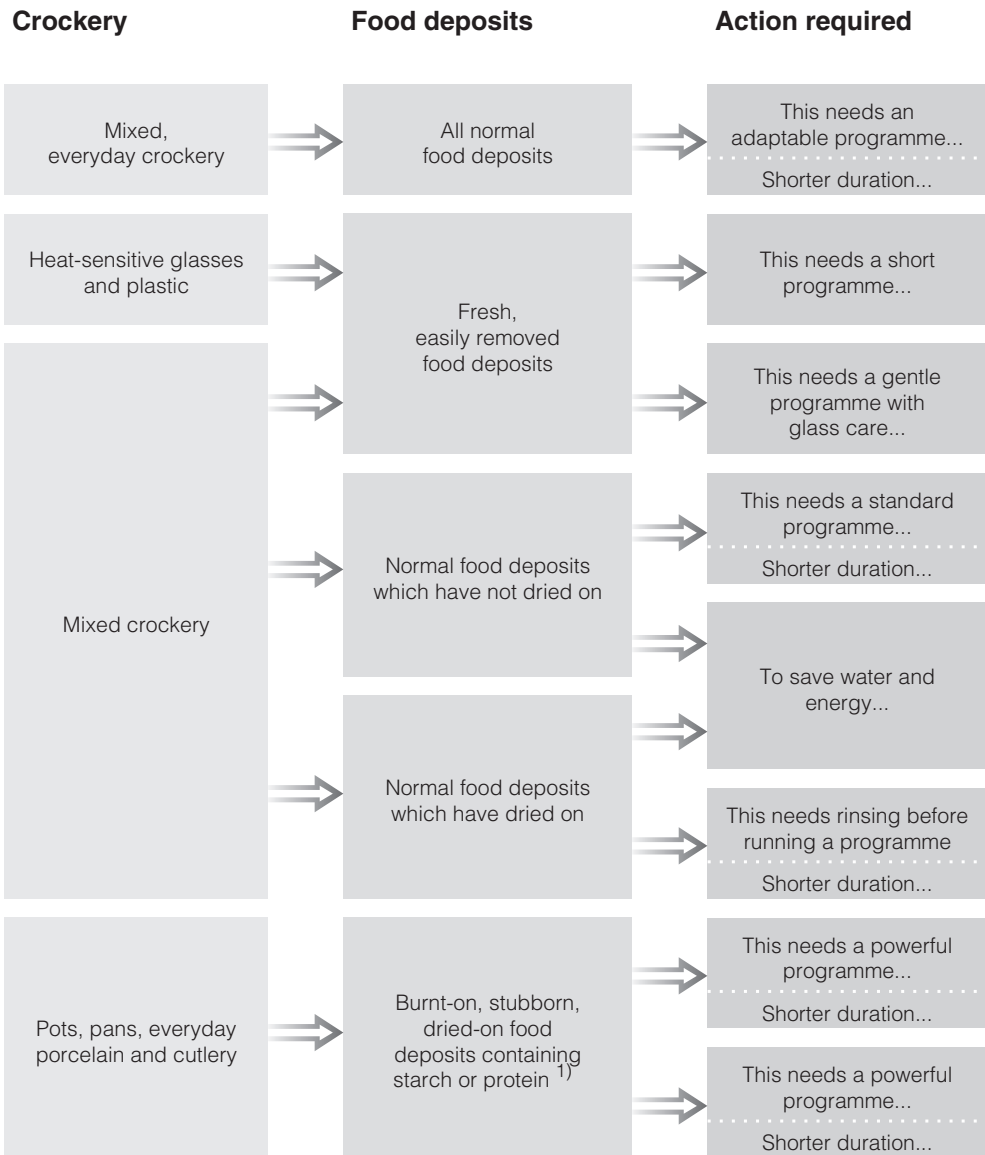 Crockery
Food deposits
Action required
Mixed,
everyday crockery
All normal
food deposits
This needs an
adaptable programme...
Shorter duration...
Heat-sensitive glasses
and plastic
Fresh,
easily removed
food deposits
This needs a short
programme...
This needs a gentle
programme with
glass care...
Mixed crockery
Normal food deposits
which have not dried on
This needs a standard
programme...
Shorter duration...
To save water and
energy...
Normal food deposits
which have dried on
This needs rinsing before
running a programme
Shorter duration...
Pots, pans, everyday
porcelain and cutlery
Burnt-on, stubborn,
dried-on food
deposits containing
starch or protein 1)
This needs a powerful
programme...
Shorter duration...
This needs a powerful
programme...
Shorter duration...